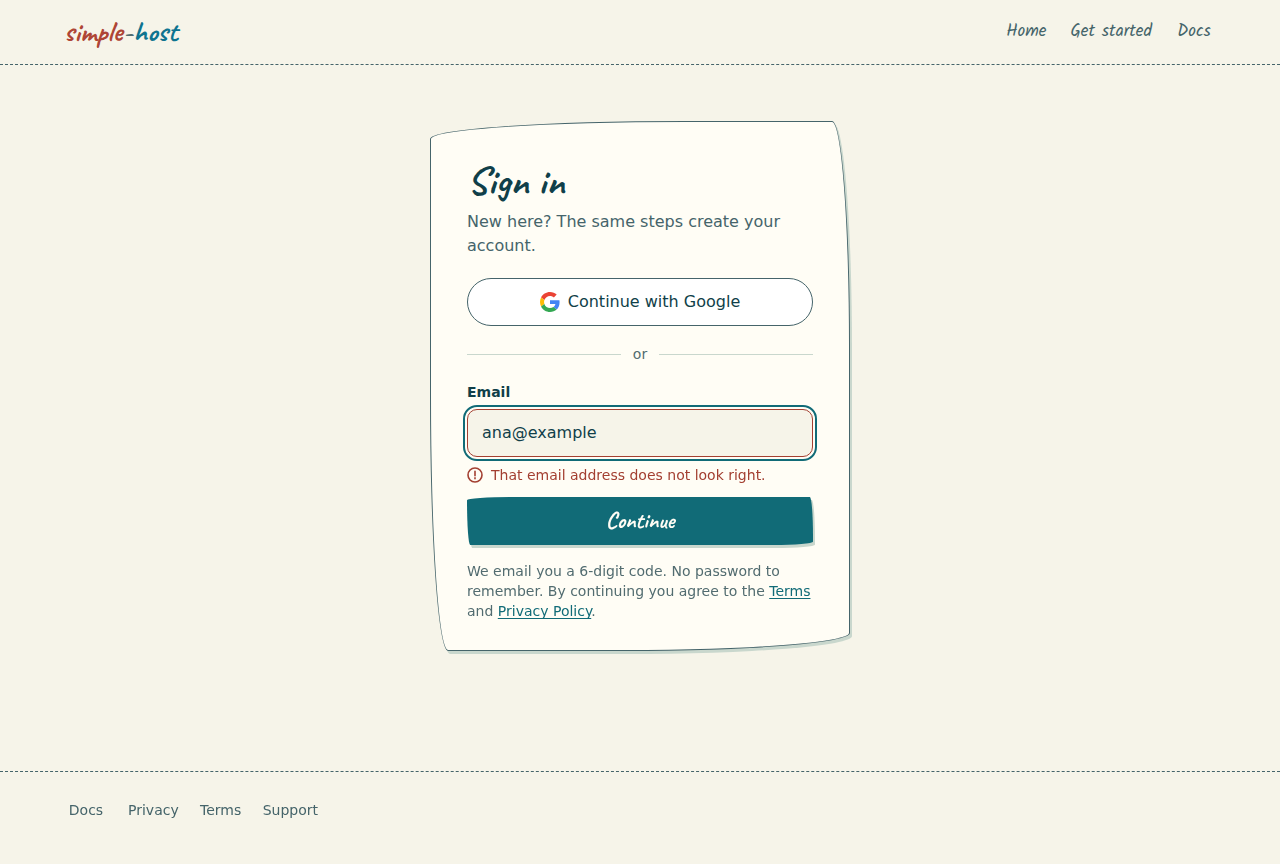 simple-host
Home Get started Docs
Sign in
New here? The same steps create your
account.
Continue with Google
or
Email
ana@example
That email address does not look right.
Continue
We email you a 6-digit code. No password to
remember. By continuing you agree to the Terms
and Privacy Policy.
Docs Privacy Terms Support